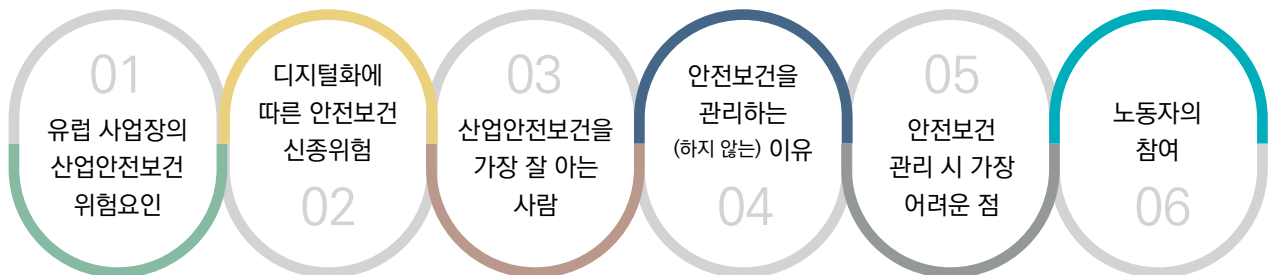 01
유럽 사업장의
산업안전보건
위험요인
디지털화에
따른 안전보건
신종위험
02
03
산업안전보건을
가장 잘 아는
사람
안전보건을
관리하는
(하지 않는) 이유
04
05
안전보건
관리 시 가장
어려운 점
노동자의
참여
06